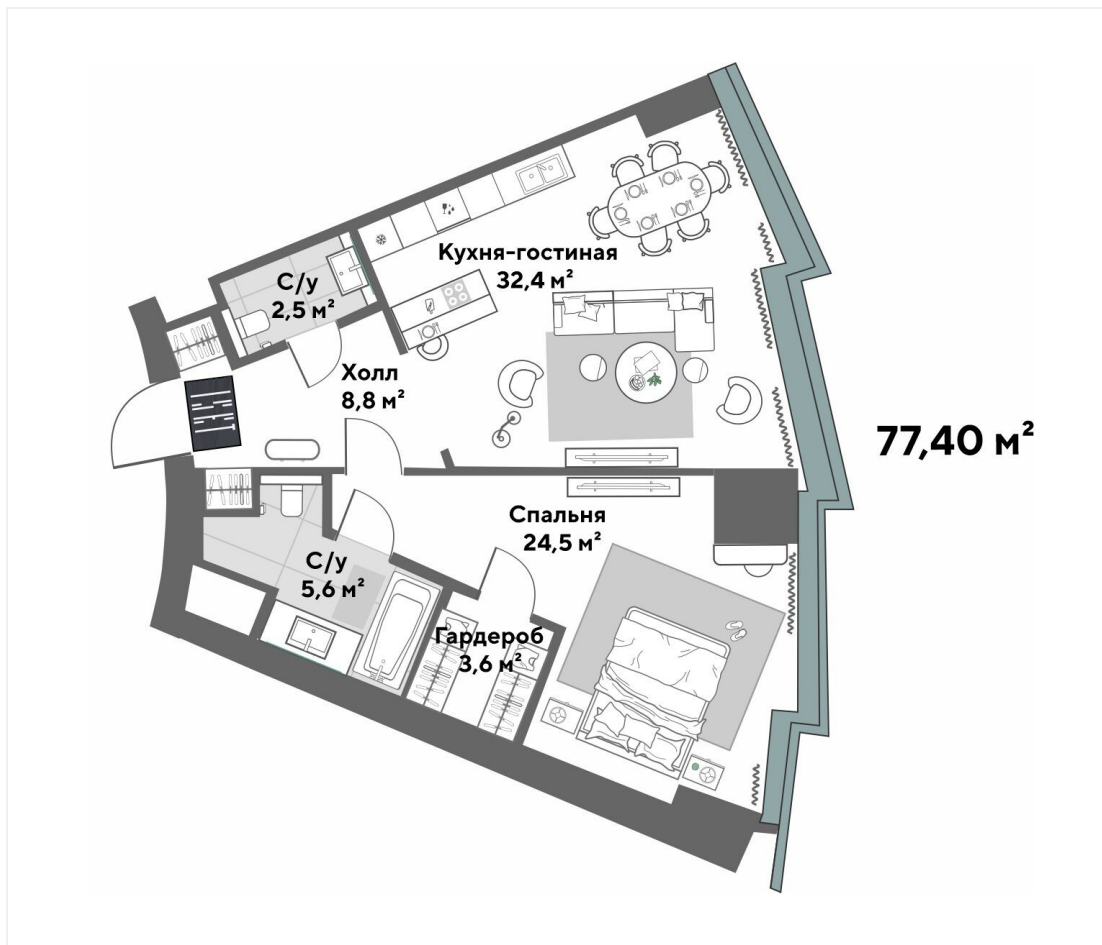 Кухня-гостиная
32,4 м²
С/у
2,5 м²
Холл
8,8 м²
77,40 м²
Спальня
24,5 м²
С/у
5,6 м²
Гардероб
3,6 м²